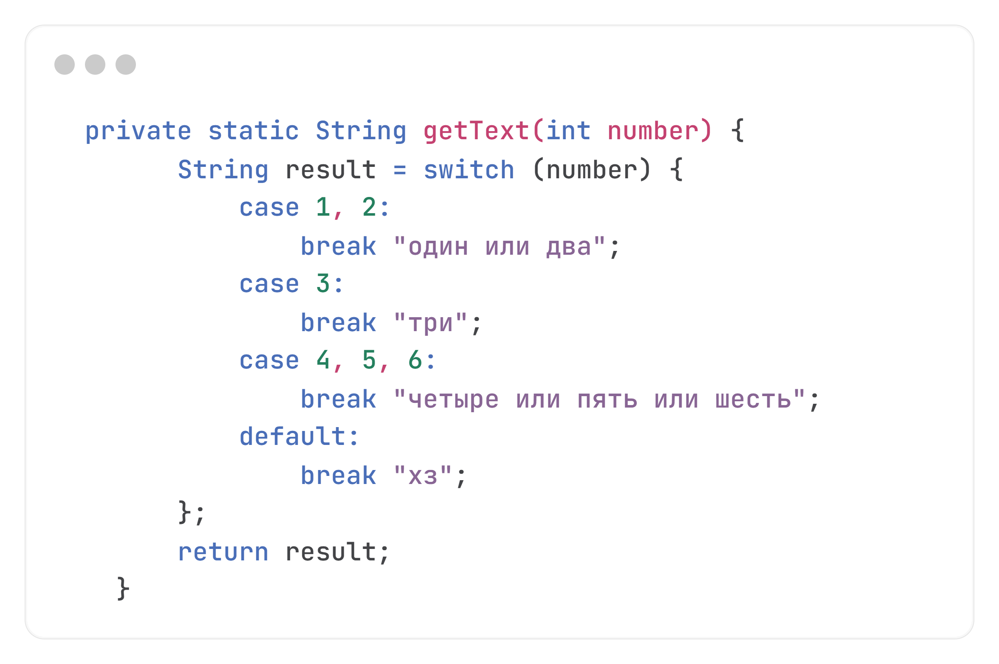 private static String getText(int number) {
String result = switch (number) {
case 1, 2:
break "один или два";
case 3:
break "три";
case 4, 5, 6:
break "четыре или пять или шесть";
default:
break "хз";
};
return result;
}